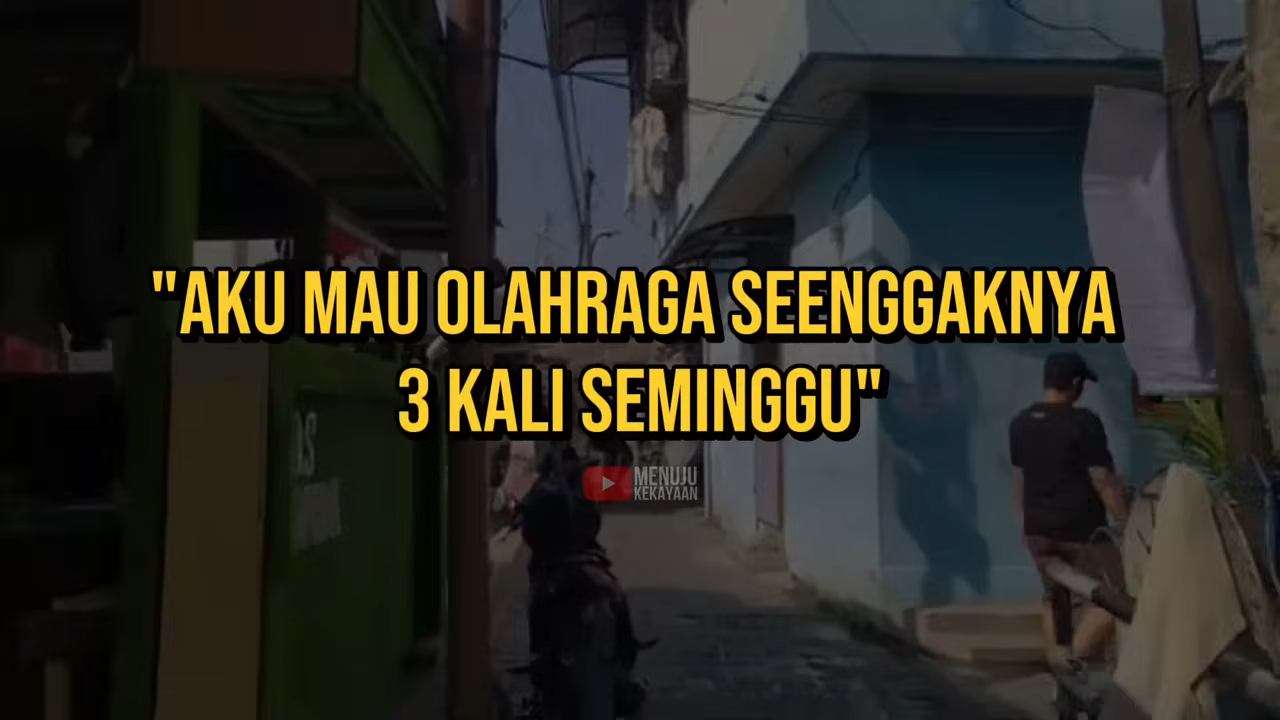 "AKU MAU OLAHRAGA SEENGGAKNYA
3 KALI SEMINGGU"
MENUJU
KEKAYAAN